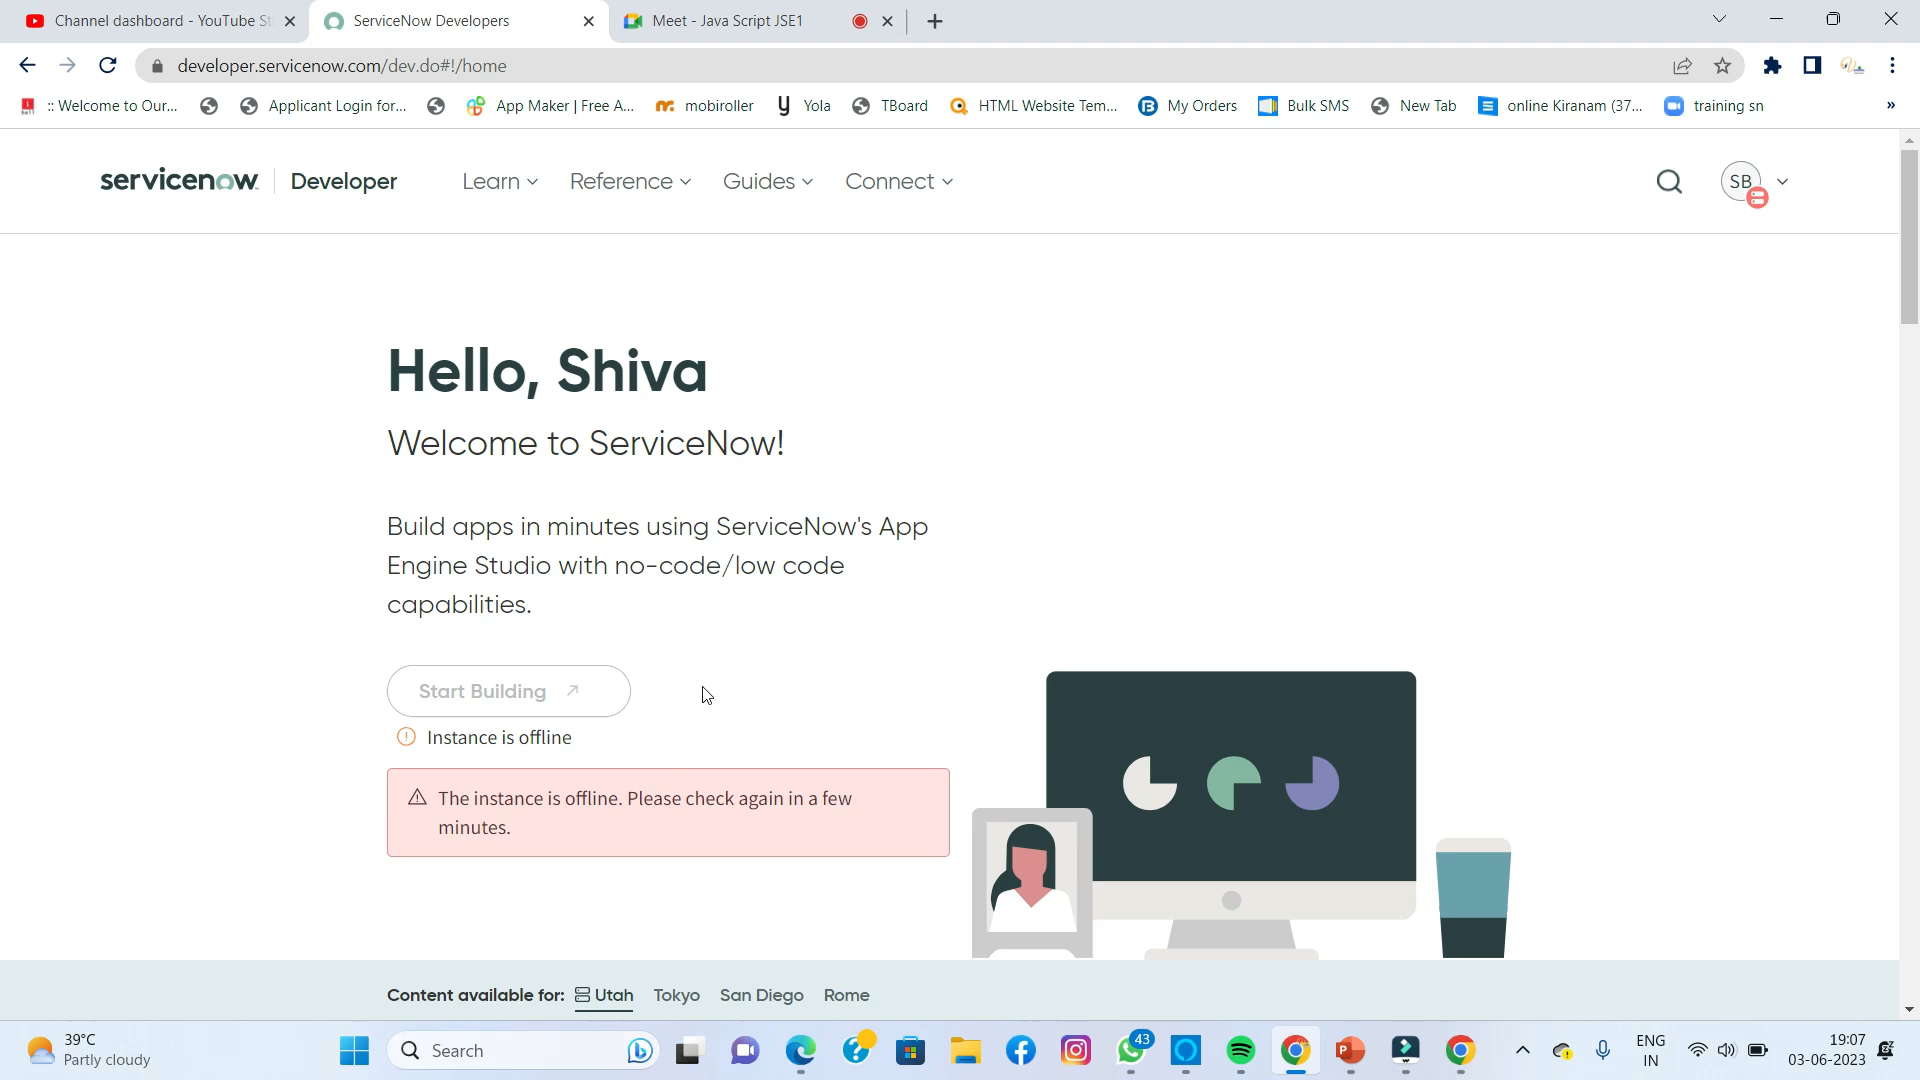 Channel dashboard - YouTube St
ServiceNow Developers
Meet - Java Script JSE1
developer.servicenow.com/dev.do#!/home
:: Welcome to Our...
Applicant Login for...
App Maker | Free A...
mobiroller
Yola
TBoard
HTML Website Tem...
My Orders
Bulk SMS
New Tab
online Kiranam (37...
training sn
»
servicenow
Developer
Learn
Reference
Guides
Connect
SB
Hello, Shiva
Welcome to ServiceNow!
Build apps in minutes using ServiceNow's App
Engine Studio with no-code/low code
capabilities.
Start Building
Instance is offline
The instance is offline. Please check again in a few
minutes.
Content available for: Utah Tokyo San Diego Rome
39°C
Partly cloudy
Search
43
ENG
IN
19:07
03-06-2023